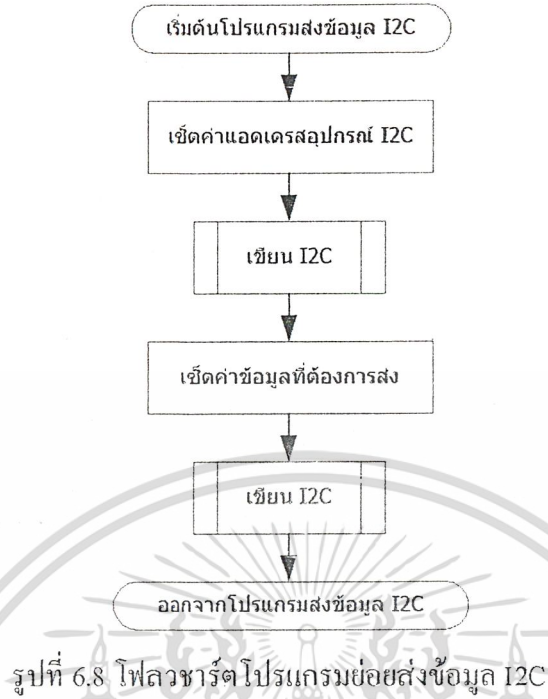 เริ่มต้นโปรแกรมส่งข้อมูล I2C
เซ็ตค่าแอดเดรสอุปกรณ์ I2C
เขียน I2C
เซ็ตค่าข้อมูลที่ต้องการส่ง
เขียน I2C
ออกจากโปรแกรมส่งข้อมูล I2C
รูปที่ 6.8 โฟลวชาร์ตโปรแกรมย่อยส่งข้อมูล I2C